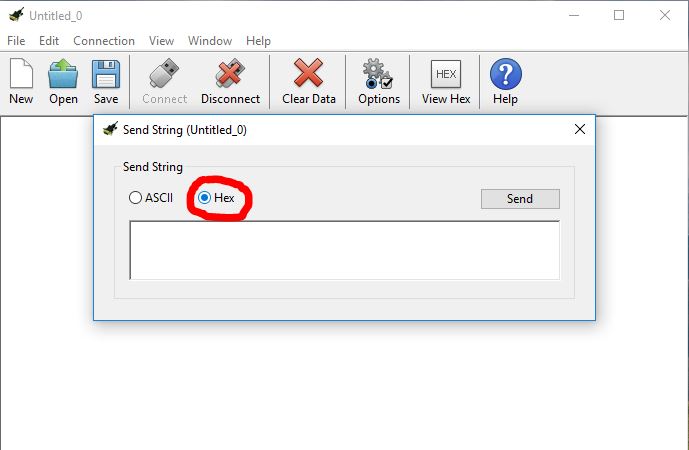 Untitled_0
File Edit Connection View Window Help
HEX
New Open Save Connect Disconnect Clear Data Options View Hex Help
Send String (Untitled_0)
Send String
ASCII Hex Send